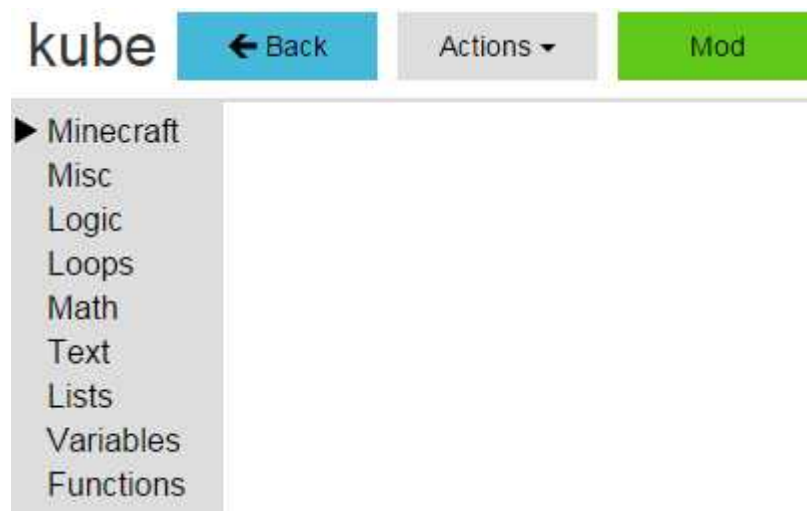 kube Back Actions Mod
Minecraft
Misc
Logic
Loops
Math
Text
Lists
Variables
Functions